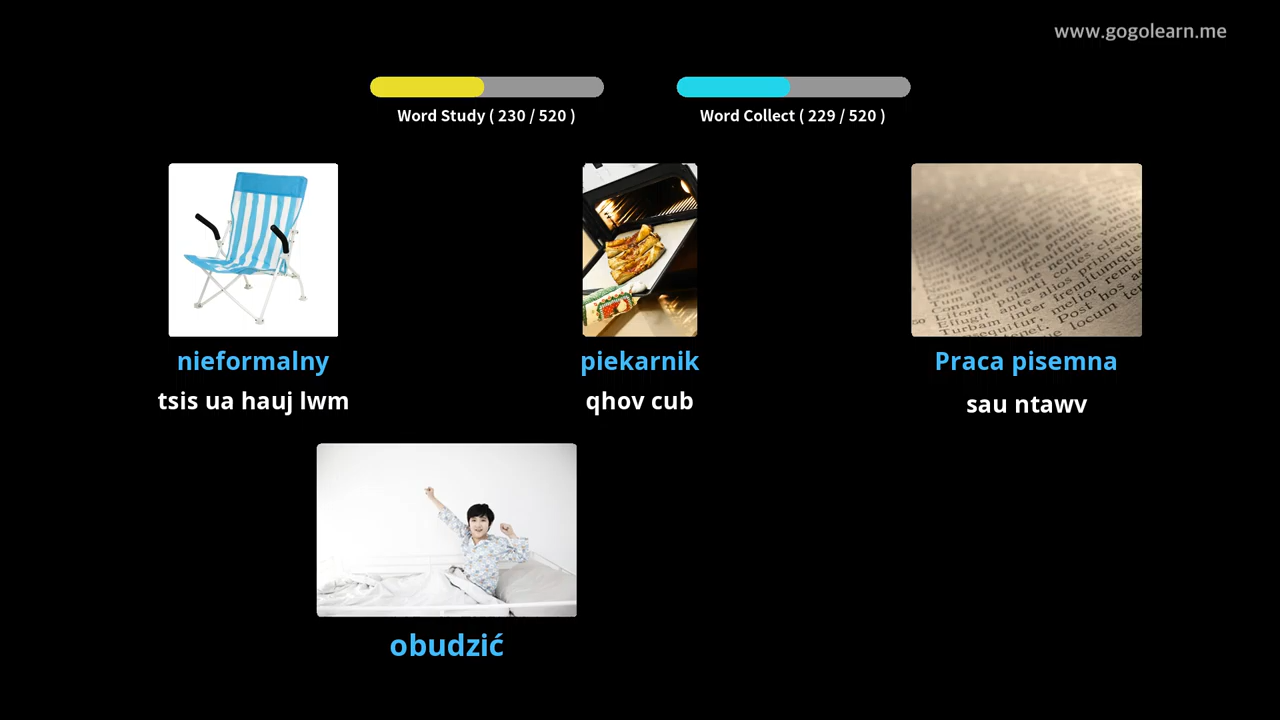 www.gogolearn.me
Word Study ( 230 / 520 )
Word Collect ( 229 / 520 )
nieformalny
tsis ua hauj lwm
piekarnik
qhov cub
Praca pisemna
sau ntawv
obudzić